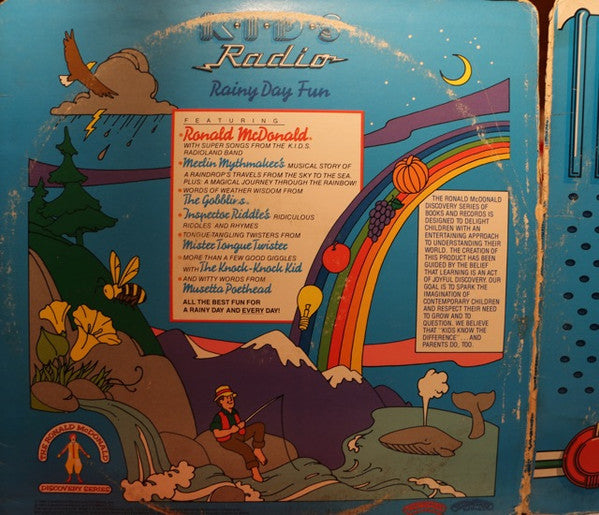 K·I·D·S
Radio
Rainy Day Fun
FEATURING
• Ronald McDonald.
WITH SUPER SONGS FROM THE K.I.D.S.
RADIOLAND BAND
• Merlin Mythmaker's MUSICAL STORY OF
A RAINDROP'S TRAVELS FROM THE SKY TO THE SEA.
PLUS: A MAGICAL JOURNEY THROUGH THE RAINBOW!
• WORDS OF WEATHER WISDOM FROM
The Gobblins.
• Inspector Riddle's RIDICULOUS
RIDDLES AND RHYMES
• TONGUE-TANGLING TWISTERS FROM
Mister Tongue Twister
• MORE THAN A FEW GOOD GIGGLES
WITH The Knock-Knock Kid
• AND WITTY WORDS FROM
Musetta Poethead
ALL THE BEST FUN FOR
A RAINY DAY AND EVERY DAY!
THE RONALD McDONALD
DISCOVERY SERIES OF
BOOKS AND RECORDS IS
DESIGNED TO DELIGHT
CHILDREN WITH AN
ENTERTAINING APPROACH
TO UNDERSTANDING THEIR
WORLD. THE CREATION OF
THIS PRODUCT HAS BEEN
GUIDED BY THE BELIEF
THAT LEARNING IS AN ACT
OF JOYFUL DISCOVERY. OUR
GOAL IS TO SPARK THE
IMAGINATION OF
CONTEMPORARY CHILDREN
AND RESPECT THEIR NEED
TO GROW AND TO
QUESTION. WE BELIEVE
THAT "KIDS KNOW THE
DIFFERENCE"...AND
PARENTS DO, TOO.
THE RONALD McDONALD
DISCOVERY SERIES